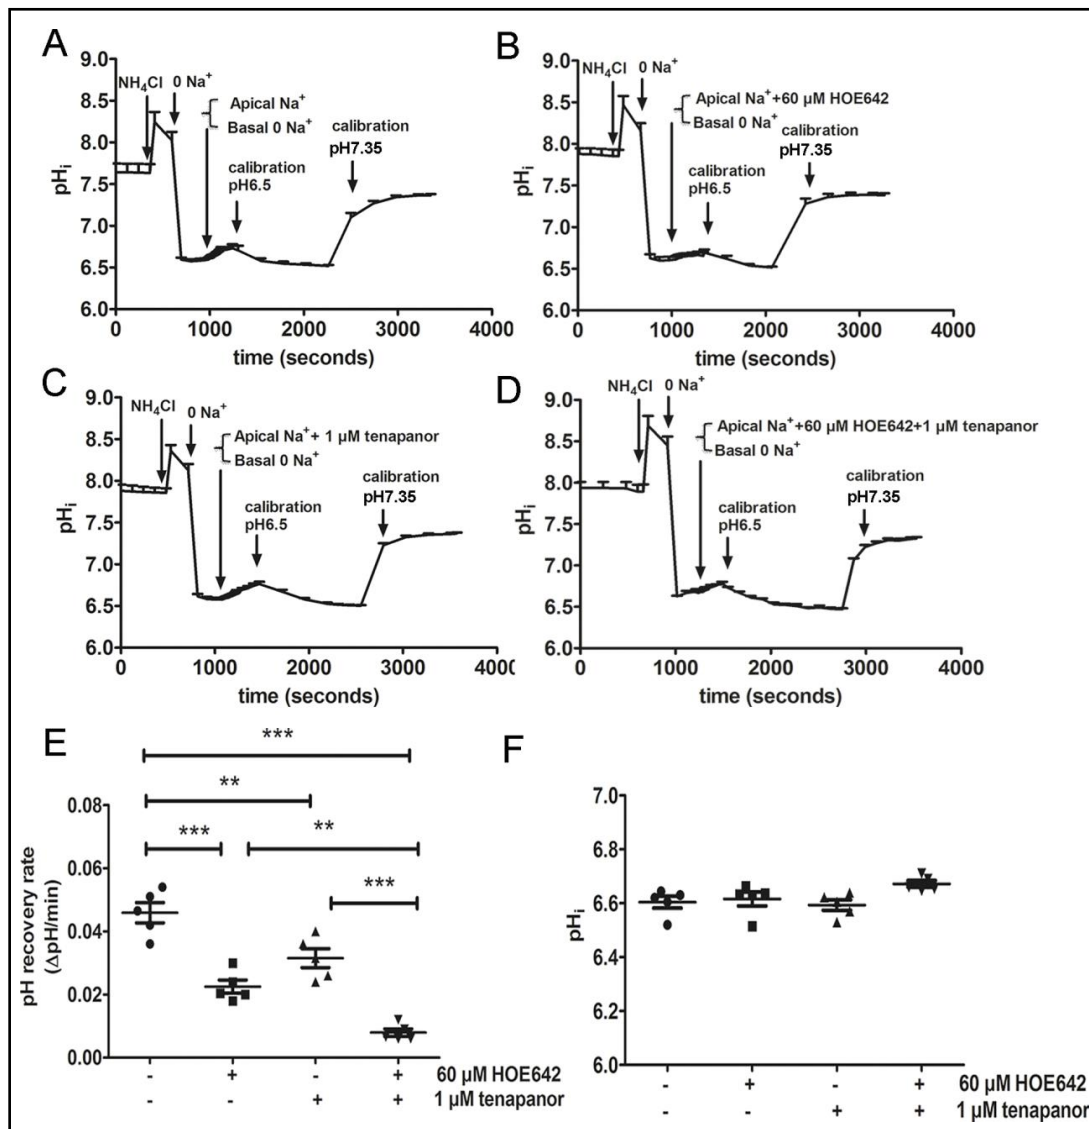 A
9.0
8.5
8.0
7.5
7.0
6.5
6.0
pHi
NH4Cl
0 Na+
Apical Na+
Basal 0 Na+
calibration
pH6.5
calibration
pH7.35
0 1000 2000 3000 4000
time (seconds)
B
9.0
8.5
8.0
7.5
7.0
6.5
6.0
pHi
NH4Cl
0 Na+
Apical Na++60 µM HOE642
Basal 0 Na+
calibration
pH6.5
calibration
pH7.35
0 1000 2000 3000 4000
time (seconds)
C
9.0
8.5
8.0
7.5
7.0
6.5
6.0
pHi
NH4Cl
0 Na+
Apical Na++ 1 µM tenapanor
Basal 0 Na+
calibration
pH6.5
calibration
pH7.35
0 1000 2000 3000 400
time (seconds)
D
9.0
8.5
8.0
7.5
7.0
6.5
6.0
pHi
NH4Cl
0 Na+
Apical Na++60 µM HOE642+1 µM tenapanor
Basal 0 Na+
calibration
pH6.5
calibration
pH7.35
0 1000 2000 3000 4000
time (seconds)
E
***
**
***
**
***
0.08
0.06
0.04
0.02
0.00
pH recovery rate
(ΔpH/min)
- + - + 60 µM HOE642
- - + + 1 µM tenapanor
F
7.0
6.8
6.6
6.4
6.2
6.0
pHi
- + - + 60 µM HOE642
- - + + 1 µM tenapanor